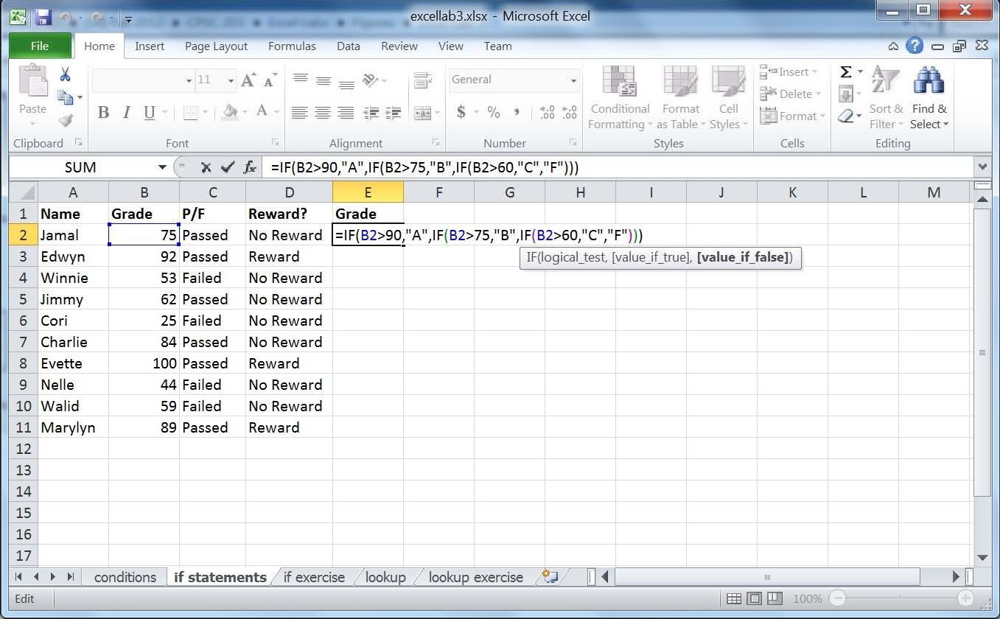 excellab3.xlsx - Microsoft Excel
File Home Insert Page Layout Formulas Data Review View Team
11 General Insert Σ
Paste Conditional Format Cell Delete Sort & Find &
B I U A $ % , Formatting as Table Styles Format Filter Select
Clipboard Font Alignment Number Styles Cells Editing
SUM fx =IF(B2>90,"A",IF(B2>75,"B",IF(B2>60,"C","F")))
A B C D E F G H I J K L M
1 Name Grade P/F Reward? Grade
2 Jamal 75 Passed No Reward =IF(B2>90,"A",IF(B2>75,"B",IF(B2>60,"C","F")))
3 Edwyn 92 Passed Reward IF(logical_test, [value_if_true], [value_if_false])
4 Winnie 53 Failed No Reward
5 Jimmy 62 Passed No Reward
6 Cori 25 Failed No Reward
7 Charlie 84 Passed No Reward
8 Evette 100 Passed Reward
9 Nelle 44 Failed No Reward
10 Walid 59 Failed No Reward
11 Marylyn 89 Passed Reward
12
13
14
15
16
17
conditions if statements if exercise lookup lookup exercise
Edit 100%